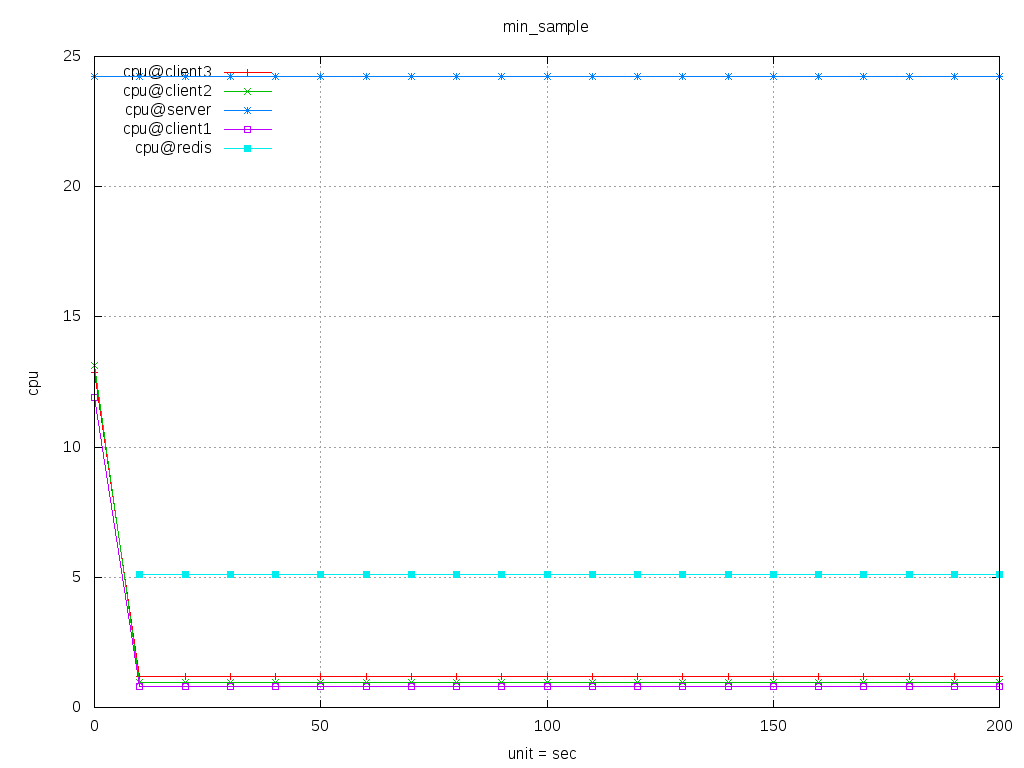 min_sample
25
20
15
10
5
0
cpu
cpu@client3
cpu@client2
cpu@server
cpu@client1
cpu@redis
0 50 100 150 200
unit = sec